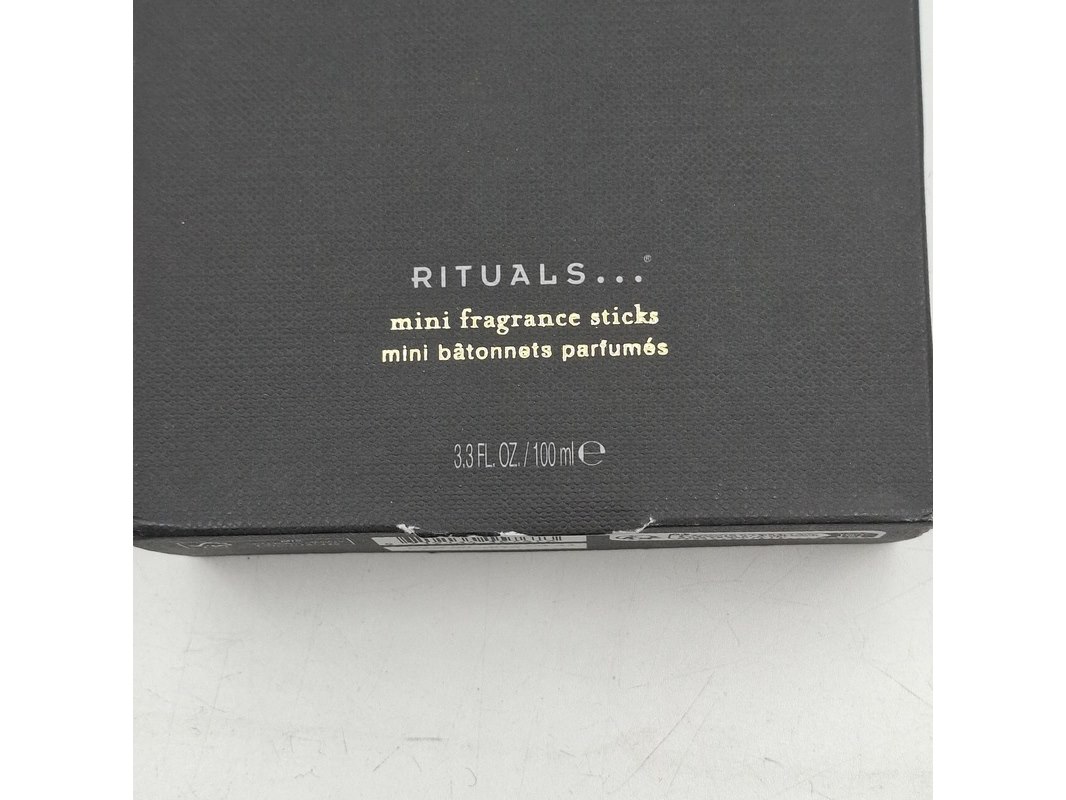 RITUALS...®
mini fragrance sticks
mini bâtonnets parfumés
3.3 FL. OZ. / 100 ml ℮